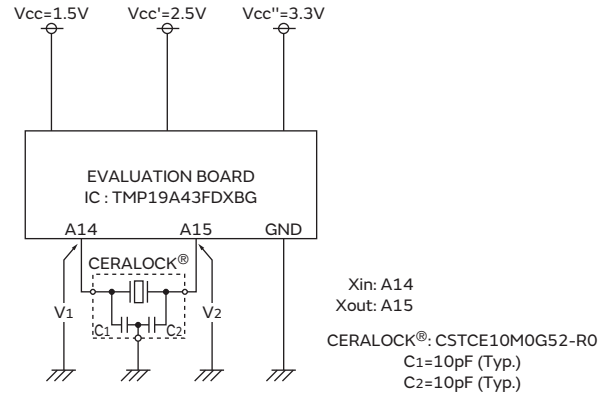 Vcc=1.5V Vcc'=2.5V Vcc''=3.3V
EVALUATION BOARD
IC : TMP19A43FDXBG
A14 A15 GND
CERALOCK®
V1 C1 C2 V2
Xin: A14
Xout: A15
CERALOCK®: CSTCE10M0G52-R0
C1=10pF (Typ.)
C2=10pF (Typ.)